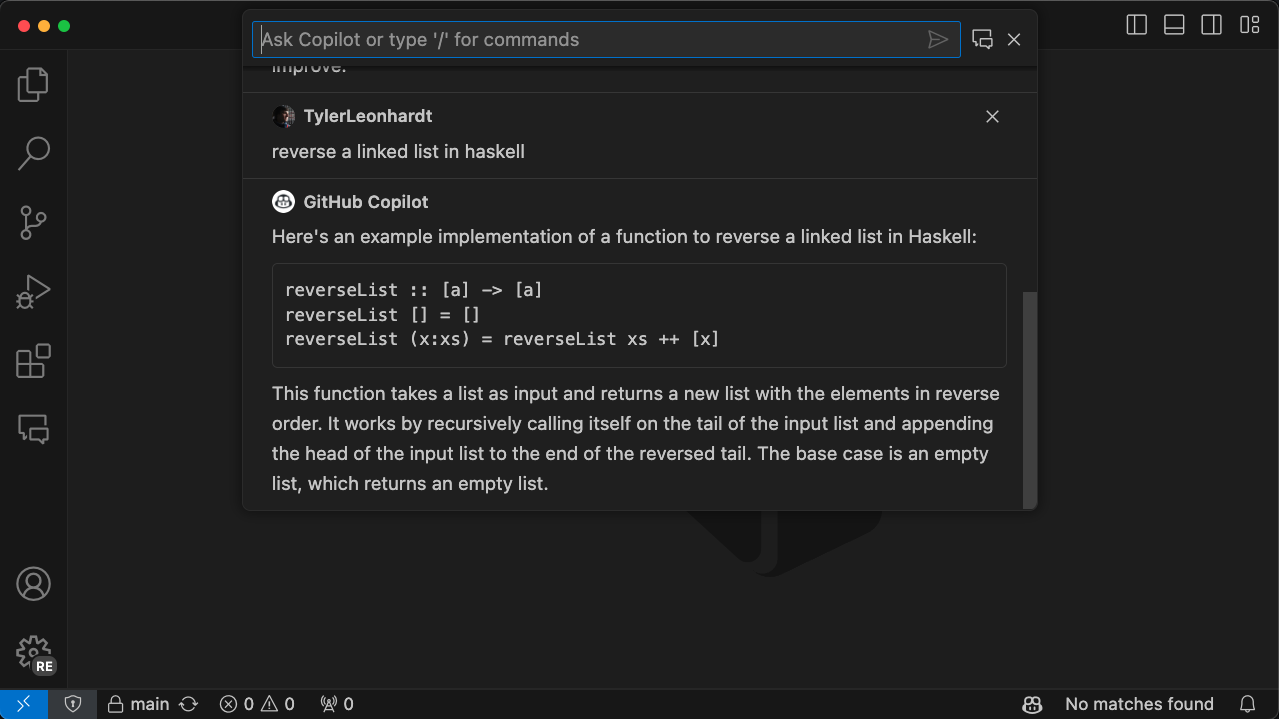 Ask Copilot or type '/' for commands
improve.
TylerLeonhardt
reverse a linked list in haskell
GitHub Copilot
Here's an example implementation of a function to reverse a linked list in Haskell:
reverseList :: [a] -> [a]
reverseList [] = []
reverseList (x:xs) = reverseList xs ++ [x]
This function takes a list as input and returns a new list with the elements in reverse
order. It works by recursively calling itself on the tail of the input list and appending
the head of the input list to the end of the reversed tail. The base case is an empty
list, which returns an empty list.
RE
main 0 0 0 No matches found